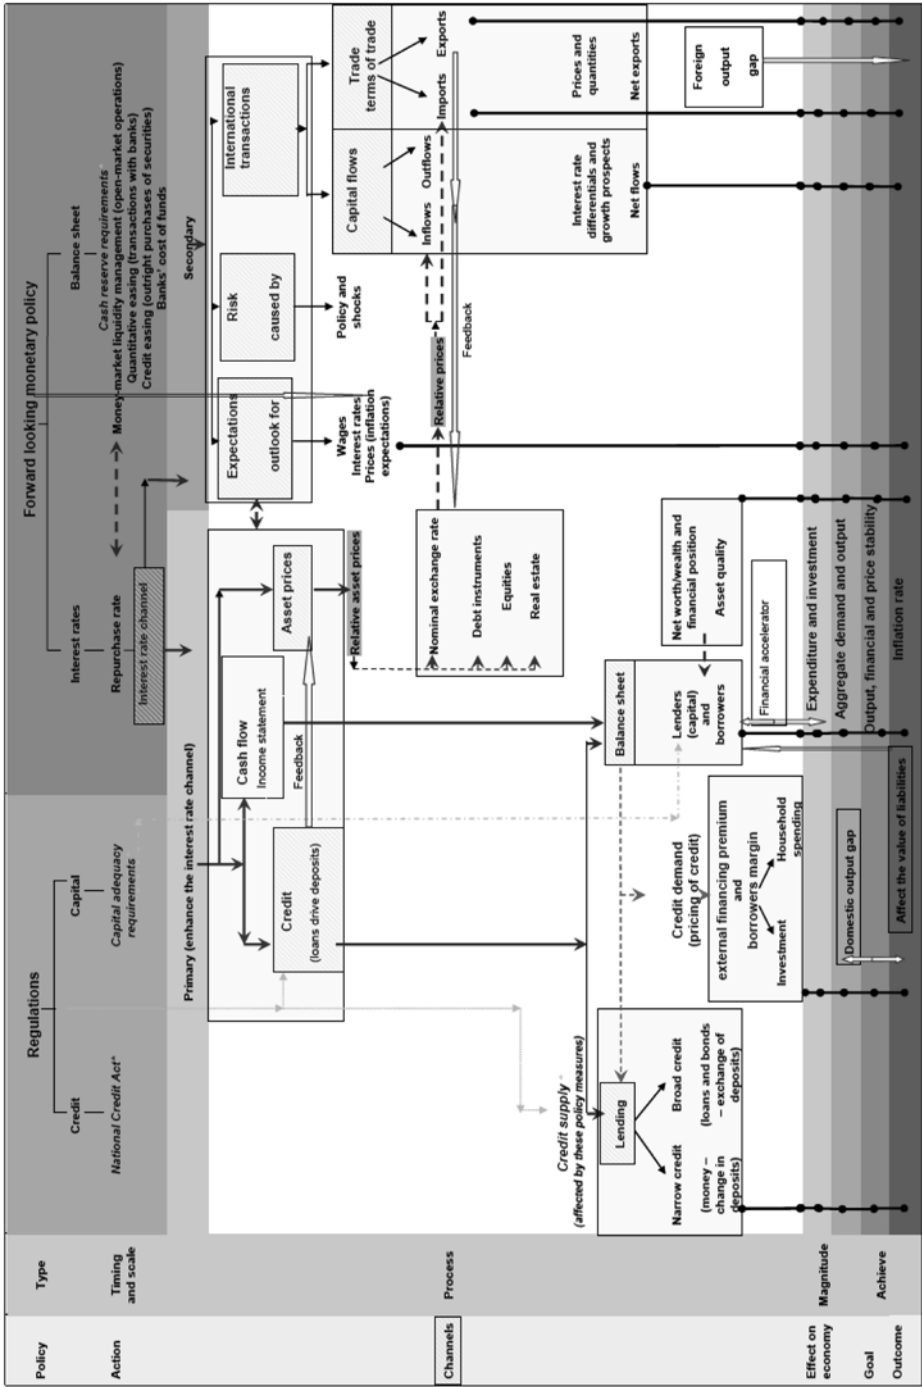 Policy
Type
Regulations
Forward looking monetary policy
Credit
Capital
Interest rates
Balance sheet
Action
Timing
and scale
National Credit Act*
Capital adequacy
requirements*
Repurchase rate
Interest rate channel
Cash reserve requirements*
Money-market liquidity management (open-market operations)
Quantitative easing (transactions with banks)
Credit easing (outright purchases of securities)
Banks' cost of funds
Primary (enhance the interest rate channel)
Secondary
Channels
Process
Credit
(loans drive deposits)
Cash flow
Income statement
Feedback
Asset prices
Expectations
outlook for
Risk
caused by
International
transactions
Wages
Interest rates
Prices (inflation
expectations)
Policy and
shocks
Capital flows
Trade
terms of trade
Inflows
Outflows
Imports
Exports
Relative asset prices
Relative prices
Feedback
Nominal exchange rate
Debt instruments
Equities
Real estate
Interest rate
differentials and
growth prospects
Net flows
Prices and
quantities
Net exports
Foreign
output
gap
Credit supply*
(affected by these policy measures)
Lending
Narrow credit
(money –
change in
deposits)
Broad credit
(loans and bonds
– exchange of
deposits)
Credit demand
(pricing of credit)
external financing premium
and
borrowers margin
Investment
Household
spending
Balance sheet
Lenders
(capital)
and
borrowers
Net worth/wealth and
financial position
Asset quality
Financial accelerator
Effect on
economy
Magnitude
Expenditure and investment
Domestic output gap
Aggregate demand and output
Goal
Achieve
Output, financial and price stability
Outcome
Affect the value of liabilities
Inflation rate